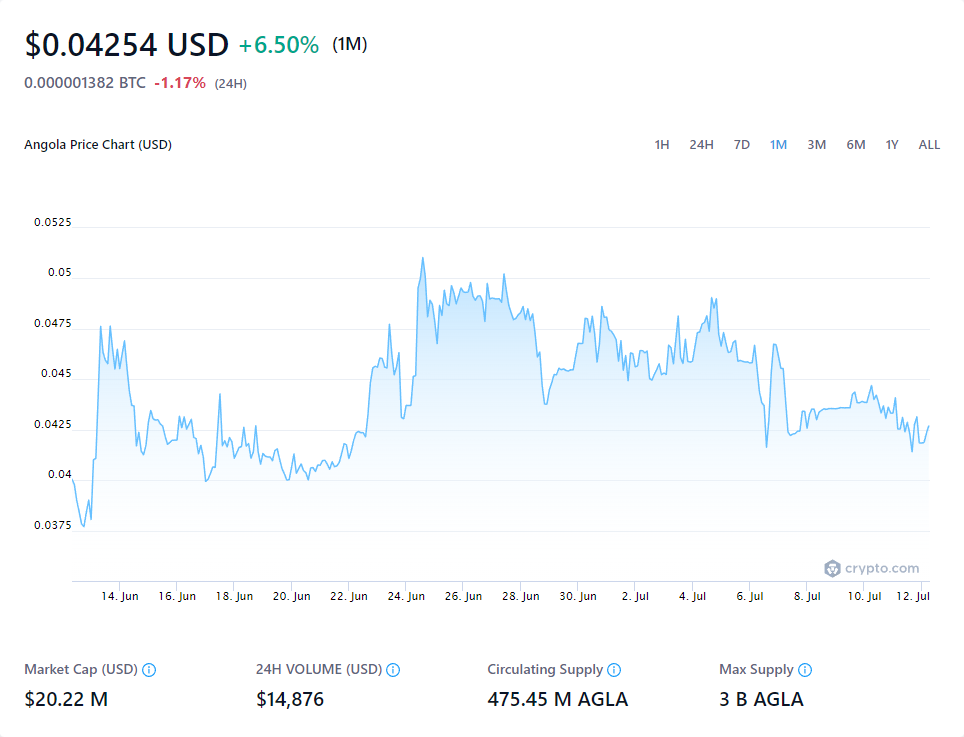 $0.04254 USD +6.50% (1M)
0.000001382 BTC -1.17% (24H)
Angola Price Chart (USD) 1H 24H 7D 1M 3M 6M 1Y ALL
0.0525
0.05
0.0475
0.045
0.0425
0.04
0.0375
crypto.com
14. Jun 16. Jun 18. Jun 20. Jun 22. Jun 24. Jun 26. Jun 28. Jun 30. Jun 2. Jul 4. Jul 6. Jul 8. Jul 10. Jul 12. Jul
Market Cap (USD) 24H VOLUME (USD) Circulating Supply Max Supply
$20.22 M $14,876 475.45 M AGLA 3 B AGLA